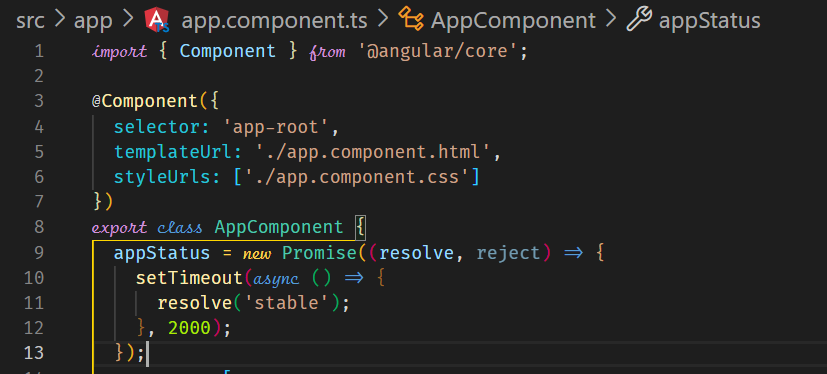 src > app > app.component.ts > AppComponent > appStatus
1 import { Component } from '@angular/core';
2
3 @Component({
4 selector: 'app-root',
5 templateUrl: './app.component.html',
6 styleUrls: ['./app.component.css']
7 })
8 export class AppComponent {
9 appStatus = new Promise((resolve, reject) => {
10 setTimeout(async () => {
11 resolve('stable');
12 }, 2000);
13 });